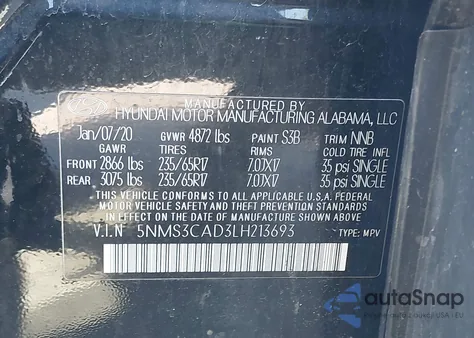 MANUFACTURED BY
HYUNDAI MOTOR MANUFACTURING ALABAMA, LLC
Jan/07/20 GVWR 4872 lbs PAINT S3B TRIM NNB
GAWR TIRES RIMS COLD TIRE INFL
FRONT 2866 lbs 235/65R17 7.0JX17 35 psi SINGLE
REAR 3075 lbs 235/65R17 7.0JX17 35 psi SINGLE
THIS VEHICLE CONFORMS TO ALL APPLICABLE U.S.A. FEDERAL
MOTOR VEHICLE SAFETY AND THEFT PREVENTION STANDARDS
IN EFFECT ON THE DATE OF MANUFACTURE SHOWN ABOVE.
V.I.N 5NMS3CAD3LH213693 TYPE: MPV
autoSnap